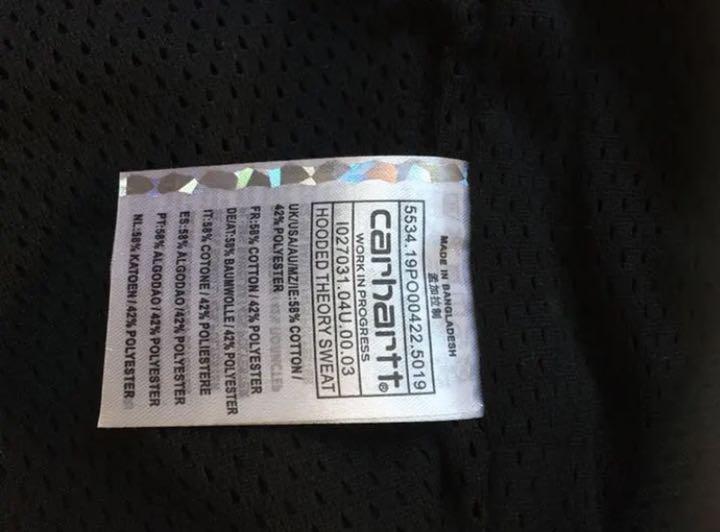 MADE IN BANGLADESH
孟加拉制
5534.19PO00422.5019
carhartt®
WORK IN PROGRESS
I027031.04U.00.03
HOODED THEORY SWEAT
UK/USA/AU/MZ/IE:58% COTTON/
42% POLYESTER
FR:58% COTTON/42% POLYESTER
DE/AT:58% BAUMWOLLE/42% POLYESTER
IT:58% COTONE/42% POLIESTERE
ES:58% ALGODAO/42% POLYESTER
PT:58% ALGODAO/42% POLYESTER
NL:58% KATOEN/42% POLYESTER